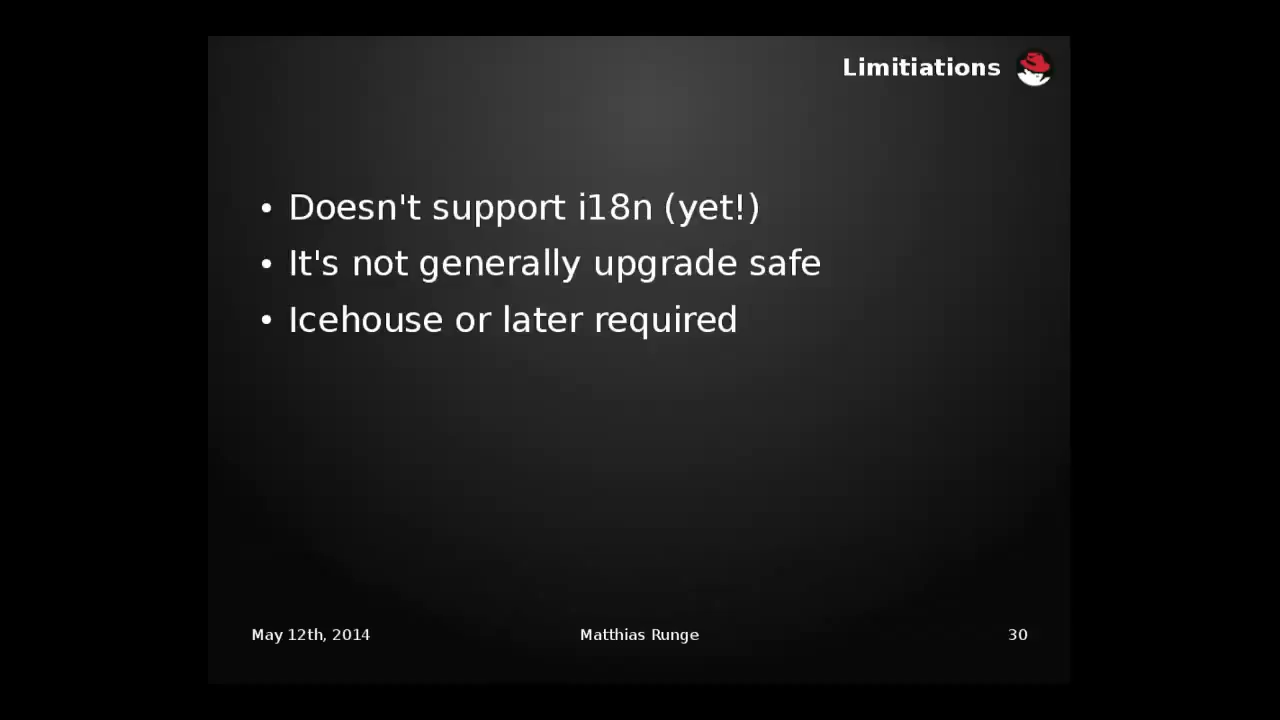 Limitiations
• Doesn't support i18n (yet!)
• It's not generally upgrade safe
• Icehouse or later required
May 12th, 2014 Matthias Runge 30